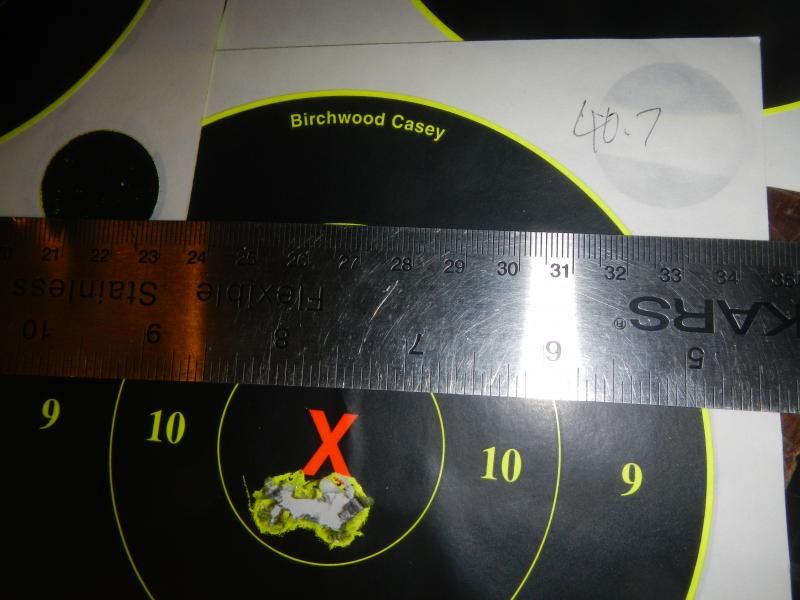 Birchwood Casey
40.7
21 22 23 24 25 26 27 28 29 30 31 32 33 34 35
Flexible Stainless
KARS®
10 9 8 7 6 5
X
9 10 10 9